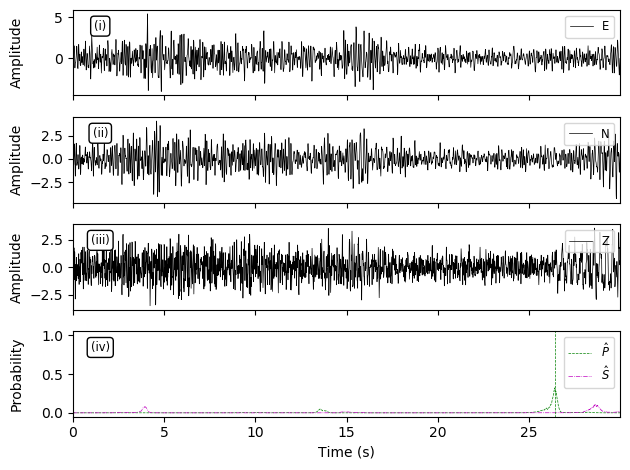 Amplitude
5
0
(i)
E
Amplitude
2.5
0.0
−2.5
(ii)
N
Amplitude
2.5
0.0
−2.5
(iii)
Z
Probability
1.0
0.5
0.0
(iv)
P̂
Ŝ
0 5 10 15 20 25
Time (s)